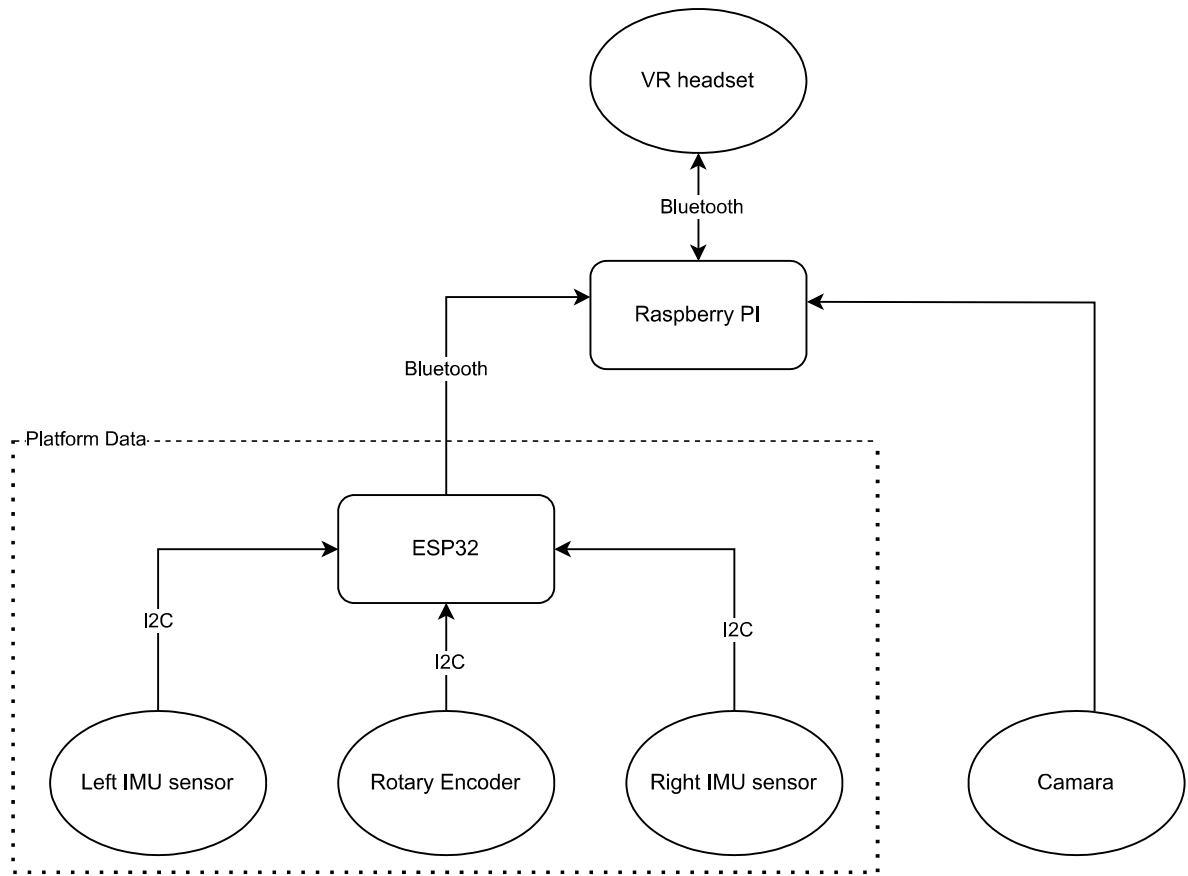 VR headset
Bluetooth
Raspberry PI
Bluetooth
Platform Data
ESP32
I2C
I2C
I2C
Left IMU sensor
Rotary Encoder
Right IMU sensor
Camara